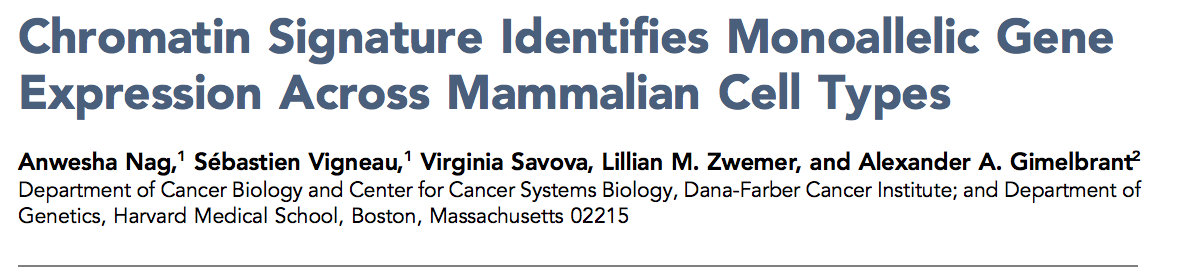 Chromatin Signature Identifies Monoallelic Gene
Expression Across Mammalian Cell Types
Anwesha Nag,¹ Sébastien Vigneau,¹ Virginia Savova, Lillian M. Zwemer, and Alexander A. Gimelbrant²
Department of Cancer Biology and Center for Cancer Systems Biology, Dana-Farber Cancer Institute; and Department of
Genetics, Harvard Medical School, Boston, Massachusetts 02215